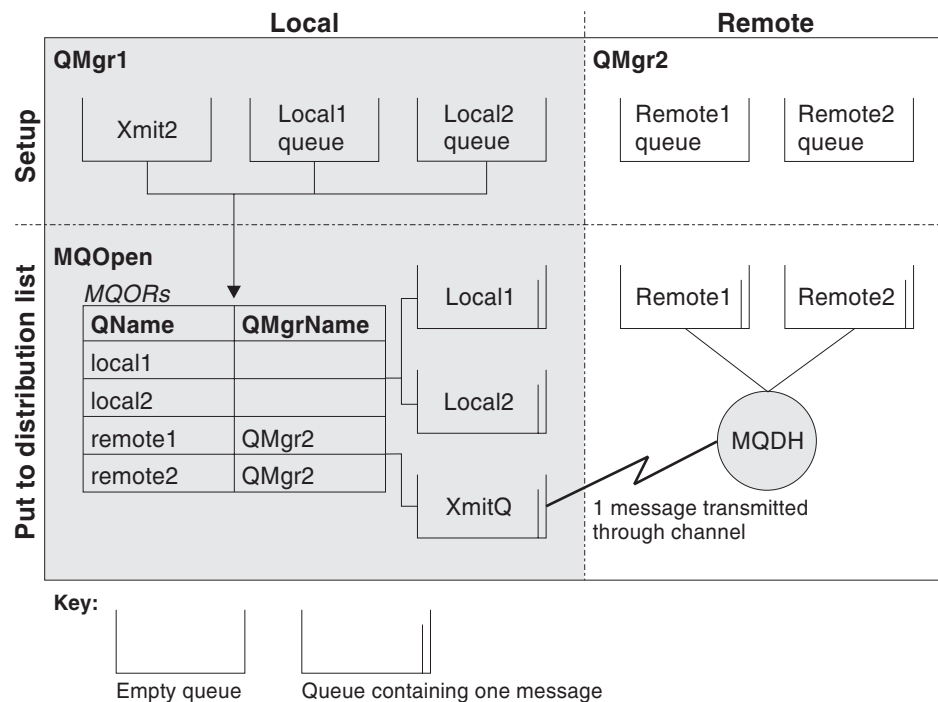 Local
Remote
Setup
QMgr1
QMgr2
Xmit2
Local1
queue
Local2
queue
Remote1
queue
Remote2
queue
Put to distribution list
MQOpen
MQORs
QName QMgrName
local1
local2
remote1 QMgr2
remote2 QMgr2
Local1
Local2
XmitQ
Remote1
Remote2
MQDH
1 message transmitted
through channel
Key:
Empty queue
Queue containing one message